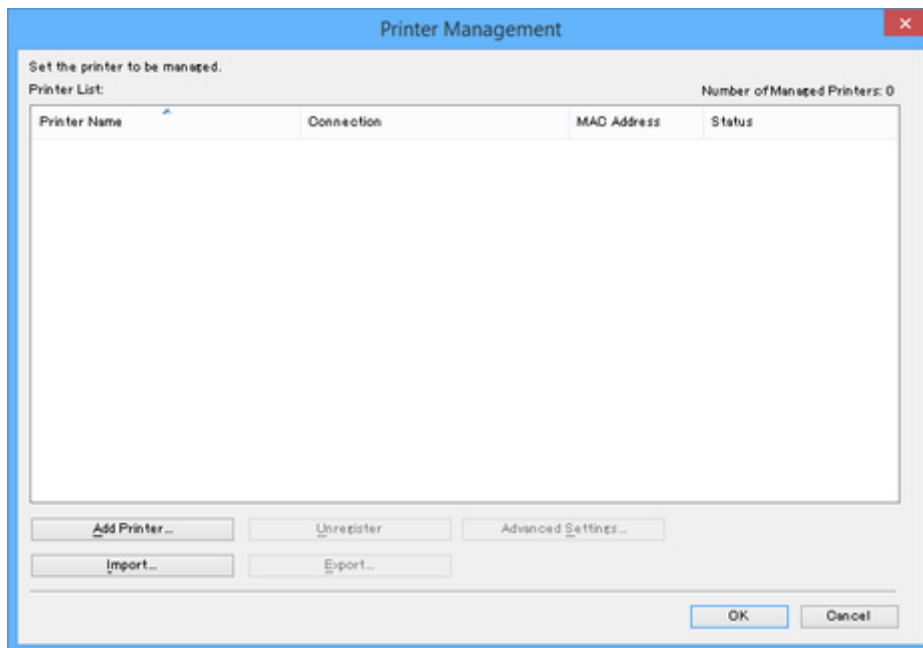 Printer Management
Set the printer to be managed.
Printer List:
Number of Managed Printers: 0
Printer Name Connection MAC Address Status
Add Printer... Unregister Advanced Settings...
Import... Export...
OK Cancel